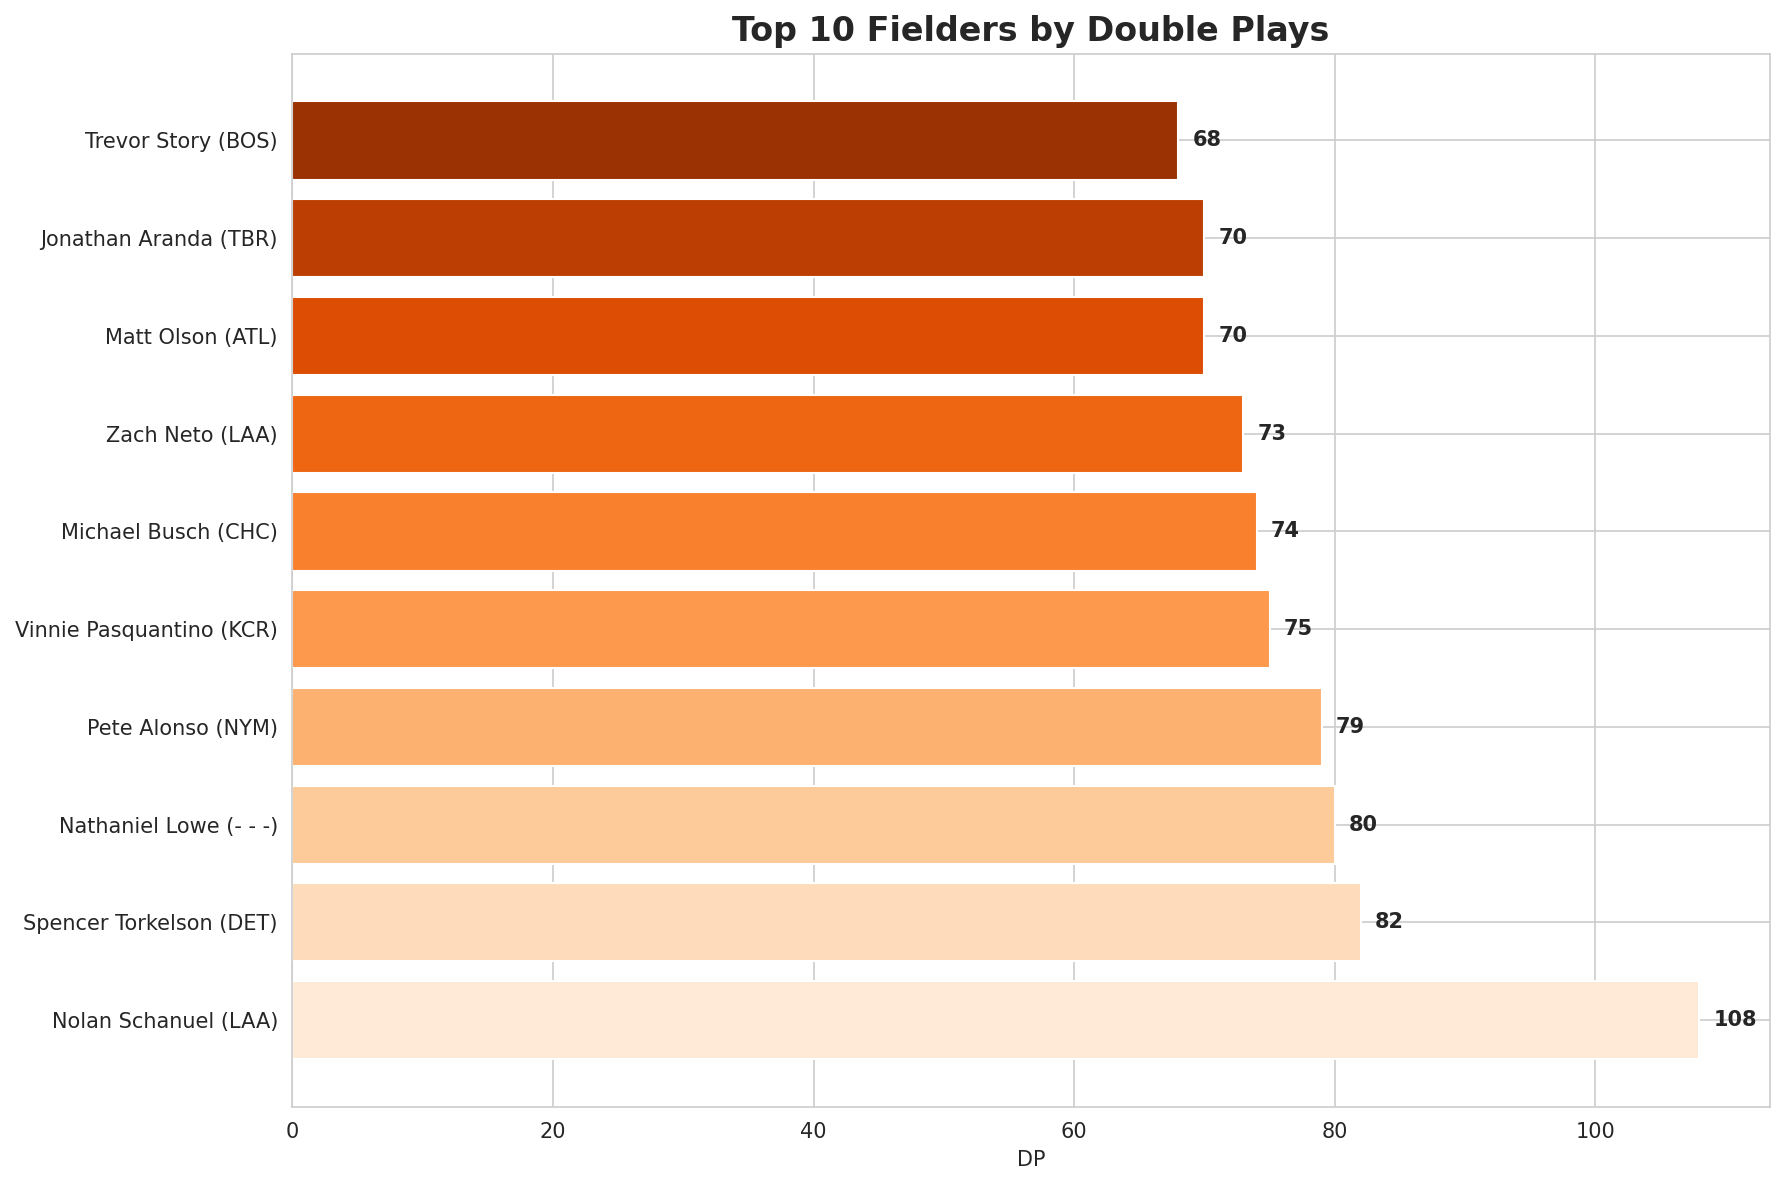 Top 10 Fielders by Double Plays
Trevor Story (BOS) 68
Jonathan Aranda (TBR) 70
Matt Olson (ATL) 70
Zach Neto (LAA) 73
Michael Busch (CHC) 74
Vinnie Pasquantino (KCR) 75
Pete Alonso (NYM) 79
Nathaniel Lowe (- - -) 80
Spencer Torkelson (DET) 82
Nolan Schanuel (LAA) 108
0 20 40 60 80 100
DP